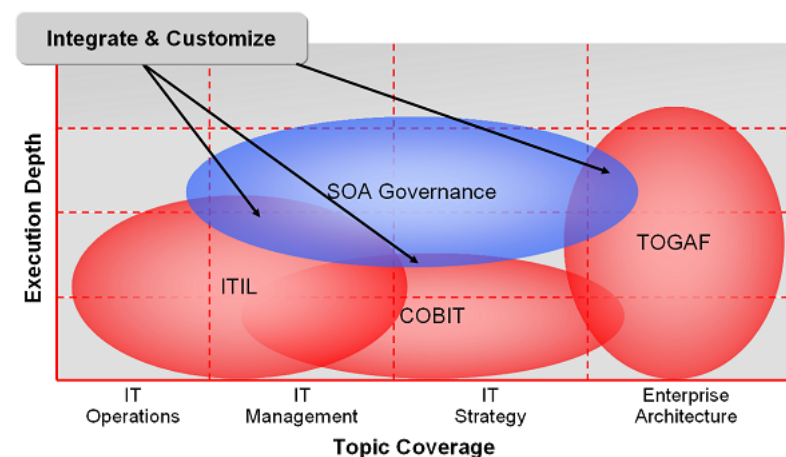 Integrate & Customize
Execution Depth
SOA Governance
TOGAF
ITIL
COBIT
IT
Operations
IT
Management
IT
Strategy
Enterprise
Architecture
Topic Coverage